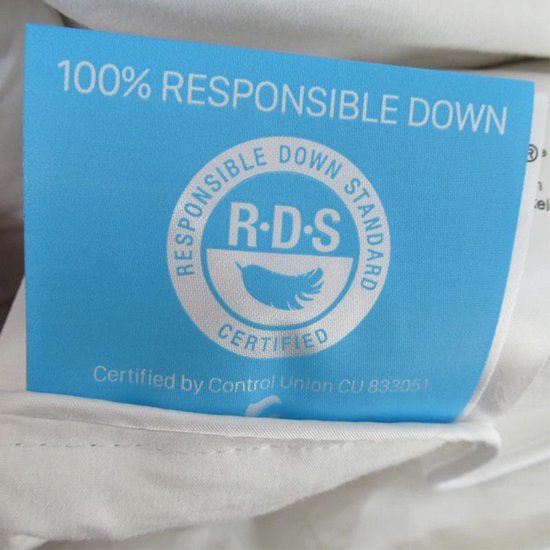 100% RESPONSIBLE DOWN
RESPONSIBLE DOWN STANDARD
R·D·S
CERTIFIED
Certified by Control Union CU 833051
®